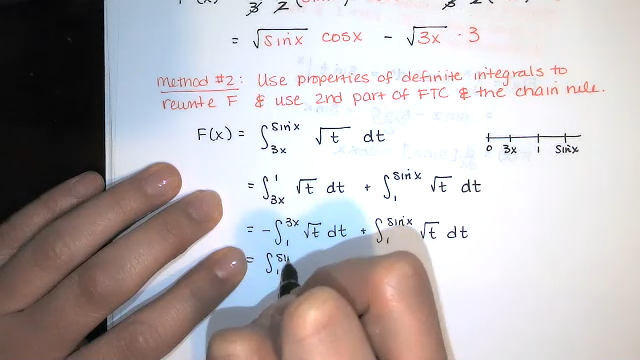 = √sinx cosx - √3x · 3
Method #2: Use properties of definite integrals to
rewrite F & use 2nd part of FTC & the chain rule.
F(x) = ∫_{3x}^{sinx} √t dt
0 3x 1 sinx
= ∫_{3x}^{1} √t dt + ∫_{1}^{sinx} √t dt
= -∫_{1}^{3x} √t dt + ∫_{1}^{sinx} √t dt
= ∫_{1}